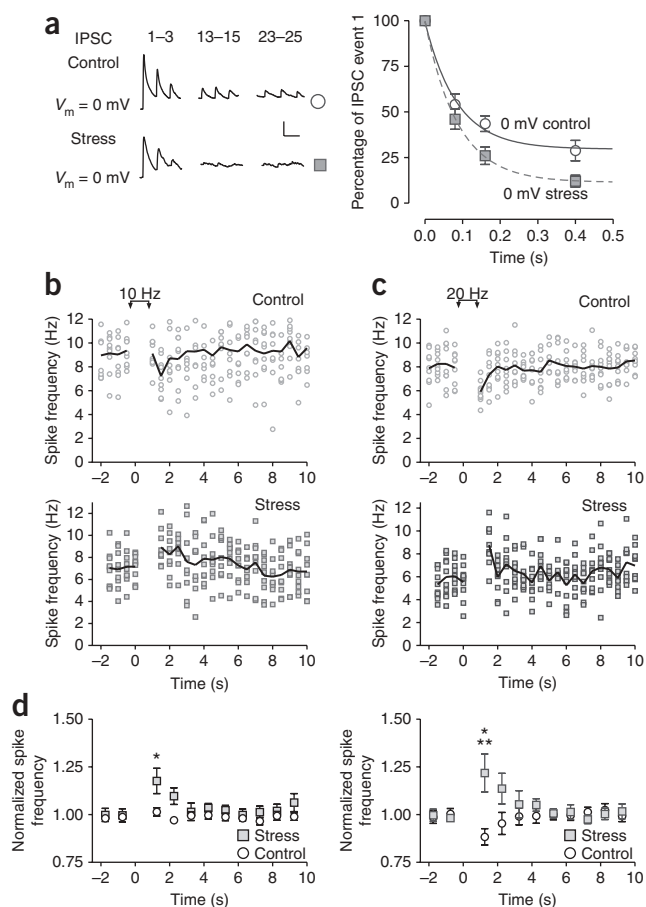 a
IPSC 1–3 13–15 23–25
Control
Vm = 0 mV
Stress
Vm = 0 mV
Percentage of IPSC event 1
100
75
50
25
0
0 mV control
0 mV stress
0.0 0.1 0.2 0.3 0.4 0.5
Time (s)
b
10 Hz
Control
Spike frequency (Hz)
12
10
8
6
4
2
0
–2 0 2 4 6 8 10
Stress
Spike frequency (Hz)
12
10
8
6
4
2
0
–2 0 2 4 6 8 10
Time (s)
c
20 Hz
Control
Spike frequency (Hz)
12
10
8
6
4
2
0
–2 0 2 4 6 8 10
Stress
Spike frequency (Hz)
12
10
8
6
4
2
0
–2 0 2 4 6 8 10
Time (s)
d
Normalized spike
frequency
1.50
1.25
1.00
0.75
*
Stress
Control
–2 0 2 4 6 8 10
Time (s)
Normalized spike
frequency
1.50
1.25
1.00
0.75
*
**
Stress
Control
–2 0 2 4 6 8 10
Time (s)